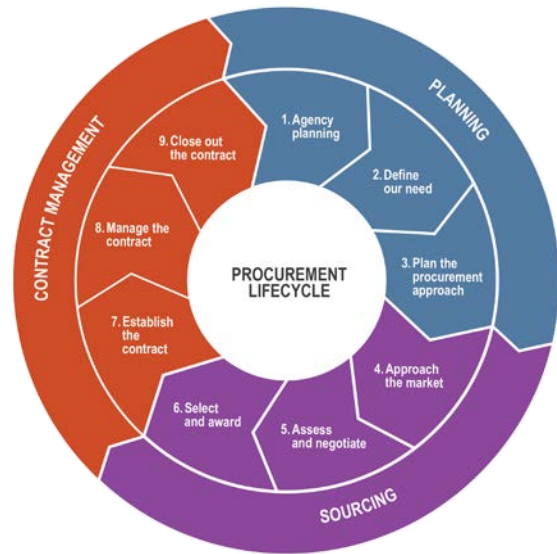 PLANNING
1. Agency
planning
2. Define
our need
3. Plan the
procurement
approach
SOURCING
4. Approach
the market
5. Assess
and negotiate
6. Select
and award
CONTRACT MANAGEMENT
7. Establish
the contract
8. Manage the
contract
9. Close out
the contract
PROCUREMENT
LIFECYCLE